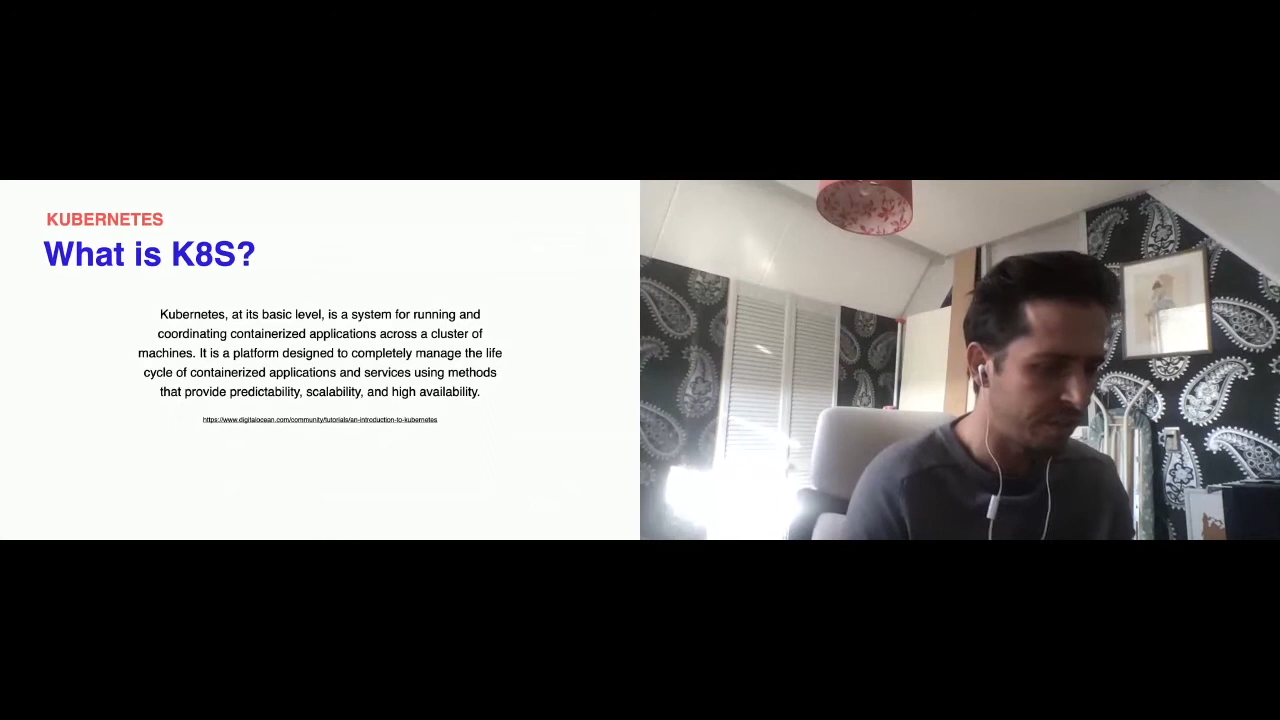 KUBERNETES
What is K8S?
Kubernetes, at its basic level, is a system for running and
coordinating containerized applications across a cluster of
machines. It is a platform designed to completely manage the life
cycle of containerized applications and services using methods
that provide predictability, scalability, and high availability.
https://www.digitalocean.com/community/tutorials/an-introduction-to-kubernetes